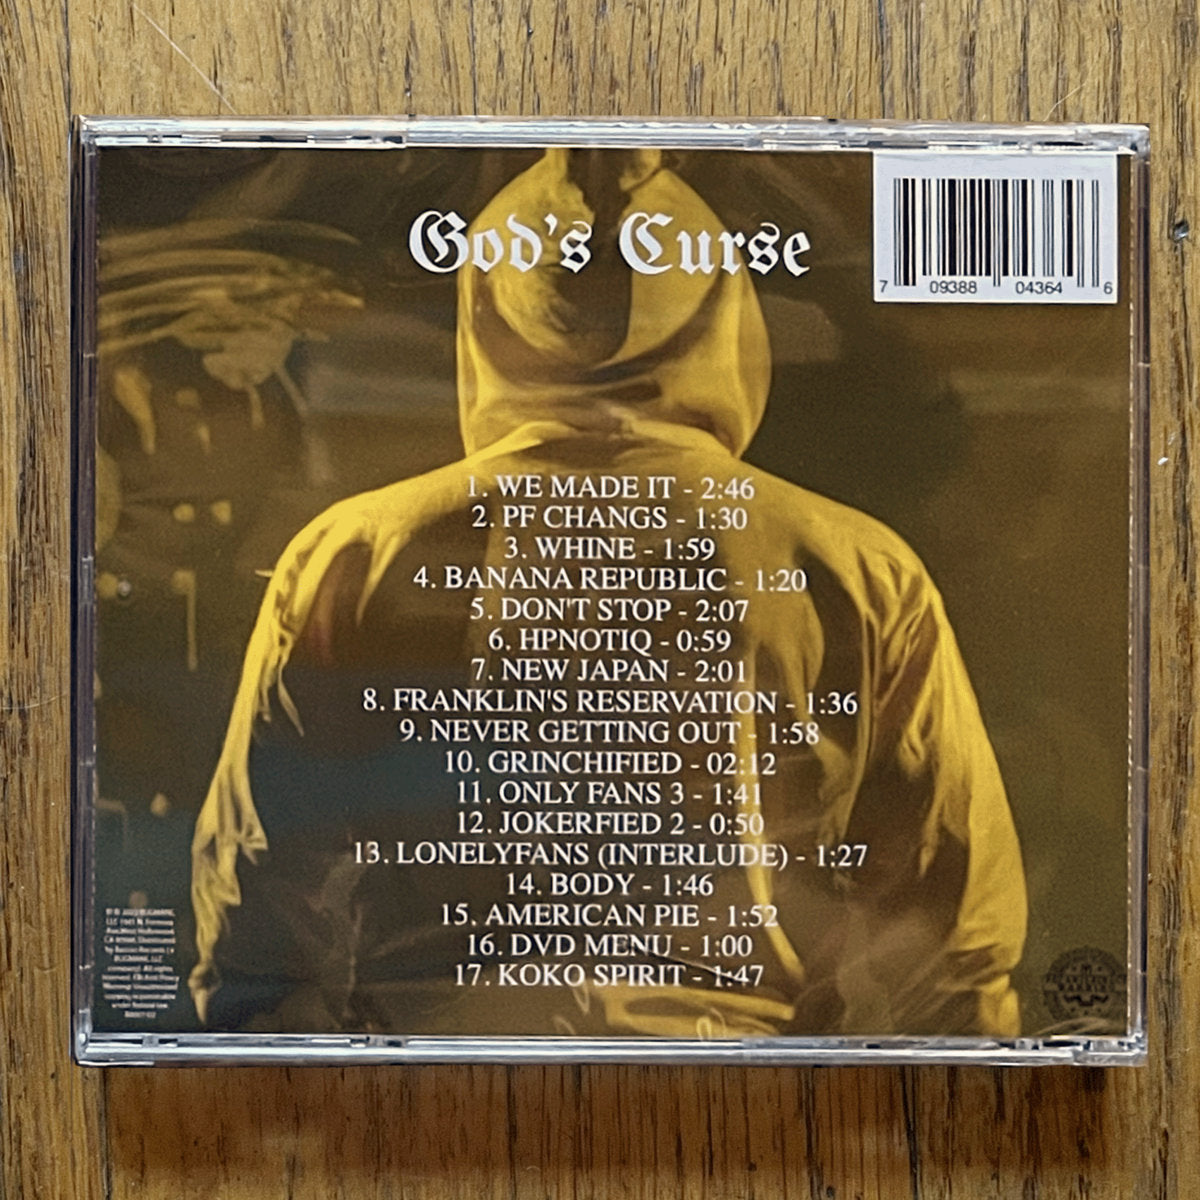 God's Curse
7 09388 04364 6
1. WE MADE IT - 2:46
2. PF CHANGS - 1:30
3. WHINE - 1:59
4. BANANA REPUBLIC - 1:20
5. DON'T STOP - 2:07
6. HPNOTIQ - 0:59
7. NEW JAPAN - 2:01
8. FRANKLIN'S RESERVATION - 1:36
9. NEVER GETTING OUT - 1:58
10. GRINCHIFIED - 02:12
11. ONLY FANS 3 - 1:41
12. JOKERFIED 2 - 0:50
13. LONELYFANS (INTERLUDE) - 1:27
14. BODY - 1:46
15. AMERICAN PIE - 1:52
16. DVD MENU - 1:00
17. KOKO SPIRIT - 1:47